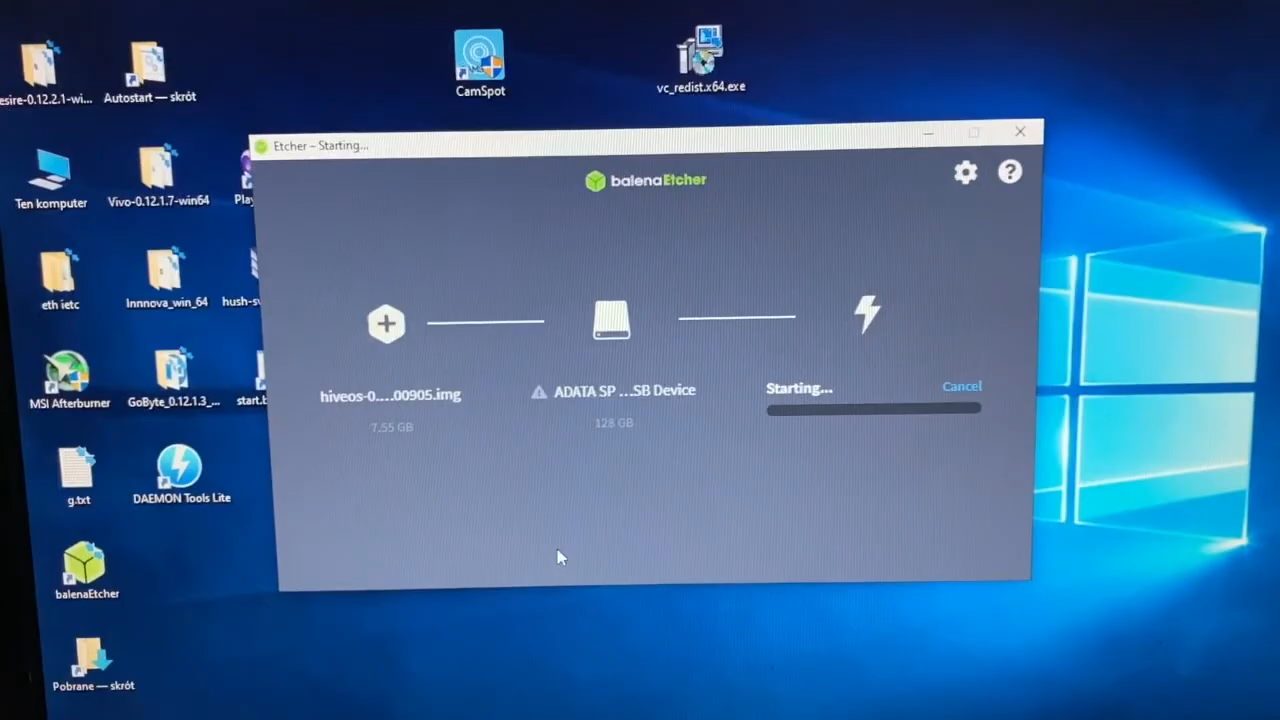 CamSpot
vc_redist.x64.exe
esire-0.12.2.1-wi...
Autostart — skrót
Etcher – Starting...
balenaEtcher
Ten komputer
Vivo-0.12.1.7-win64
Play
eth ietc
Innnova_win_64
hush-sv
hiveos-0....00905.img
7.55 GB
ADATA SP ...SB Device
128 GB
Starting...
Cancel
MSI Afterburner
GoByte_0.12.1.3_...
start.b
g.txt
DAEMON Tools Lite
balenaEtcher
Pobrane — skrót